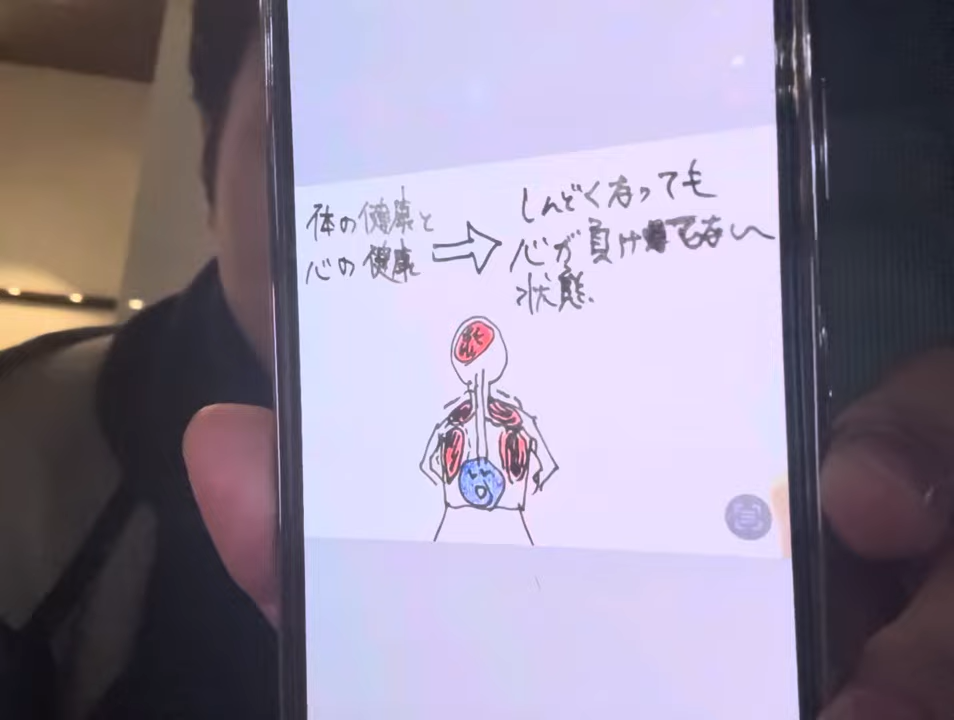 体の健康と
心の健康
しんどくなっても
心が負け てない
状態。